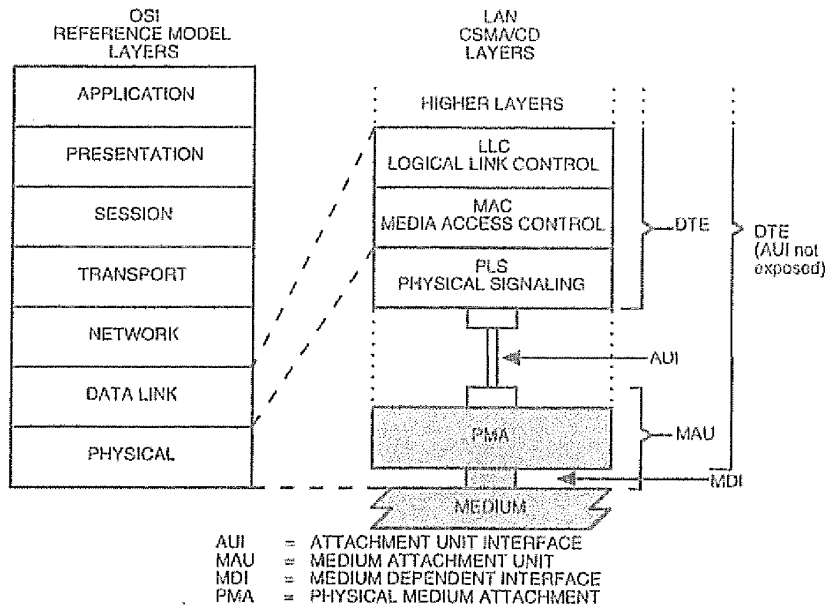 OSI
REFERENCE MODEL
LAYERS
APPLICATION
PRESENTATION
SESSION
TRANSPORT
NETWORK
DATA LINK
PHYSICAL
LAN
CSMA/CD
LAYERS
HIGHER LAYERS
LLC
LOGICAL LINK CONTROL
MAC
MEDIA ACCESS CONTROL
PLS
PHYSICAL SIGNALING
PMA
MEDIUM
DTE
DTE
(AUI not
exposed)
AUI
MAU
MDI
AUI = ATTACHMENT UNIT INTERFACE
MAU = MEDIUM ATTACHMENT UNIT
MDI = MEDIUM DEPENDENT INTERFACE
PMA = PHYSICAL MEDIUM ATTACHMENT